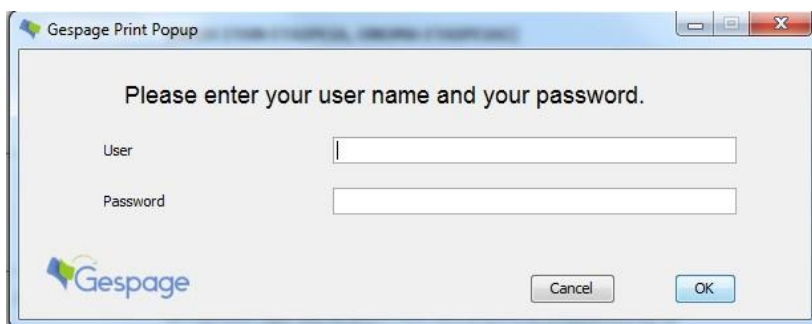 Gespage Print Popup
Please enter your user name and your password.
User
Password
Gespage
Cancel OK